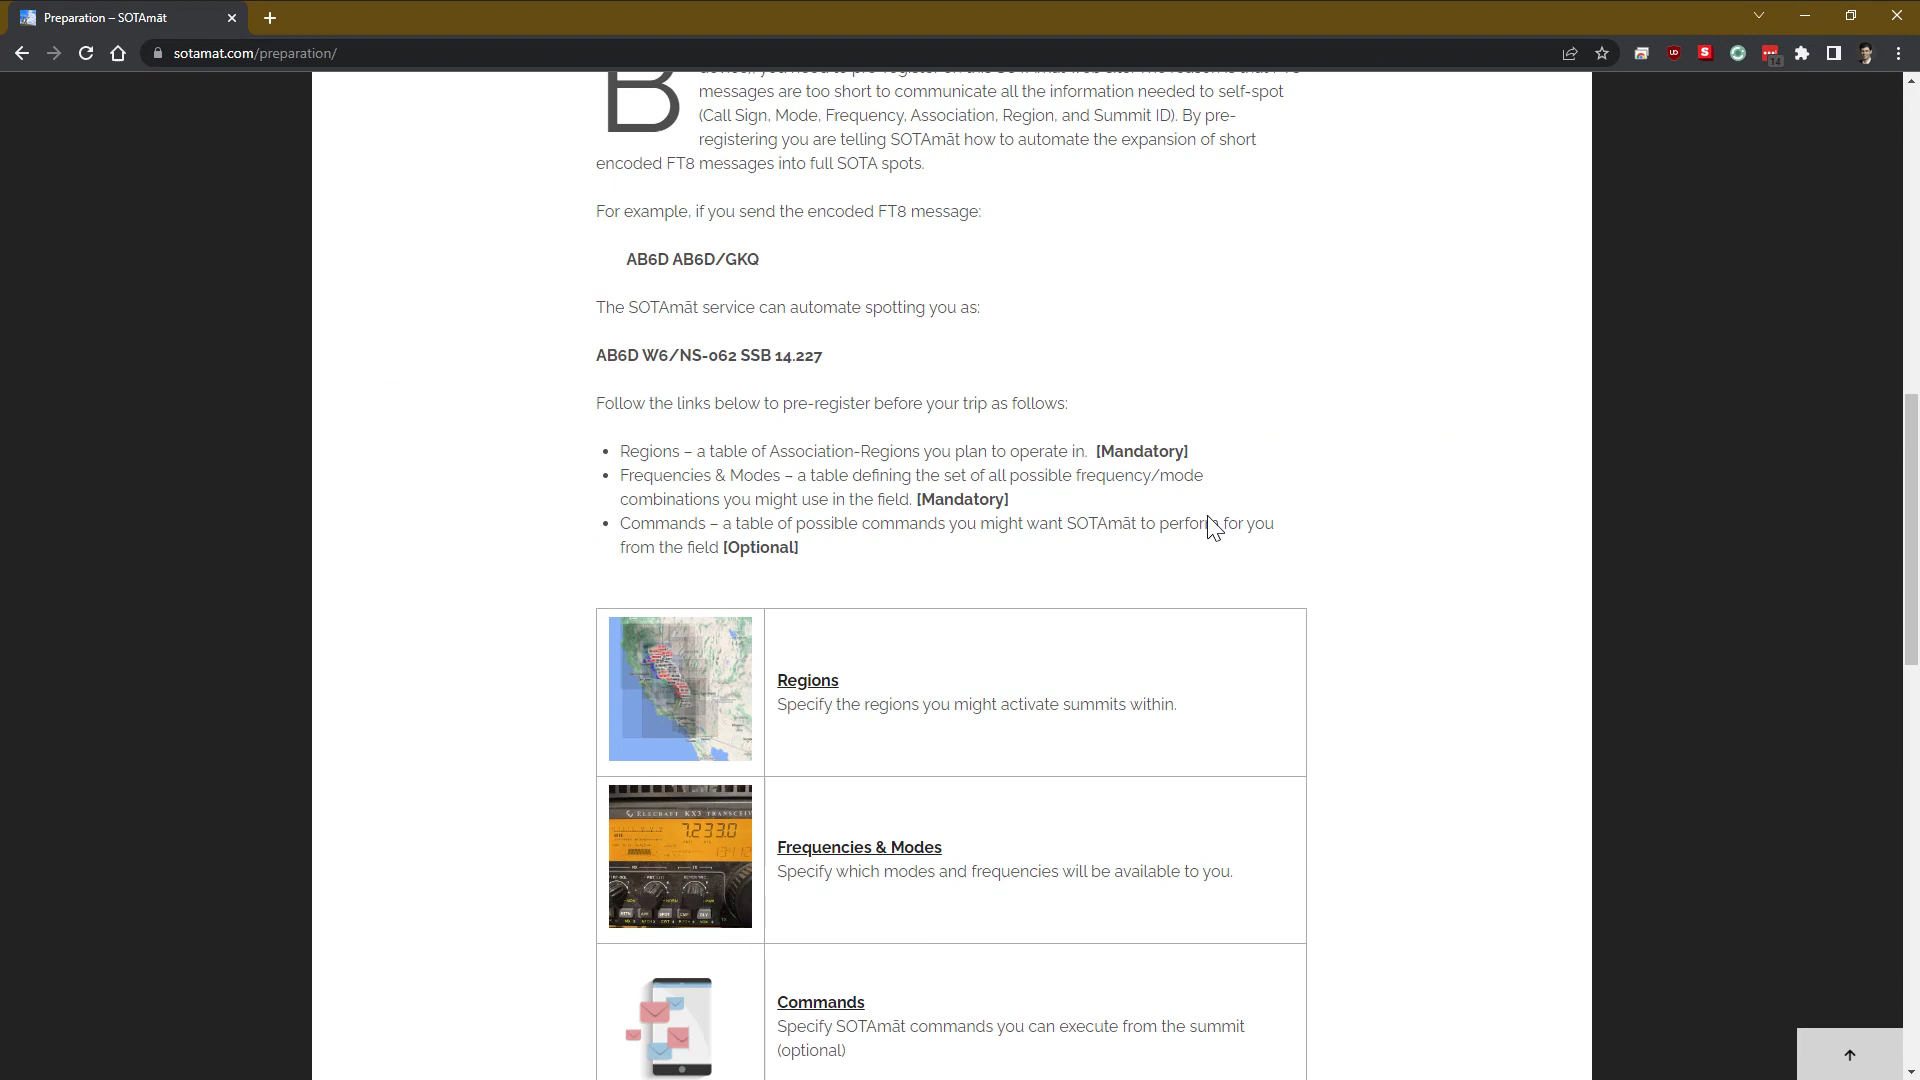 Preparation – SOTAmāt
sotamat.com/preparation/
14
B
messages are too short to communicate all the information needed to self-spot
(Call Sign, Mode, Frequency, Association, Region, and Summit ID). By pre-
registering you are telling SOTAmāt how to automate the expansion of short
encoded FT8 messages into full SOTA spots.
For example, if you send the encoded FT8 message:
AB6D AB6D/GKQ
The SOTAmāt service can automate spotting you as:
AB6D W6/NS-062 SSB 14.227
Follow the links below to pre-register before your trip as follows:
• Regions – a table of Association-Regions you plan to operate in. [Mandatory]
• Frequencies & Modes – a table defining the set of all possible frequency/mode
combinations you might use in the field. [Mandatory]
• Commands – a table of possible commands you might want SOTAmāt to perform for you
from the field [Optional]
Regions
Specify the regions you might activate summits within.
ELECRAFT KX3 TRANSCEIV
7.233.0
Frequencies & Modes
Specify which modes and frequencies will be available to you.
Commands
Specify SOTAmāt commands you can execute from the summit
(optional)